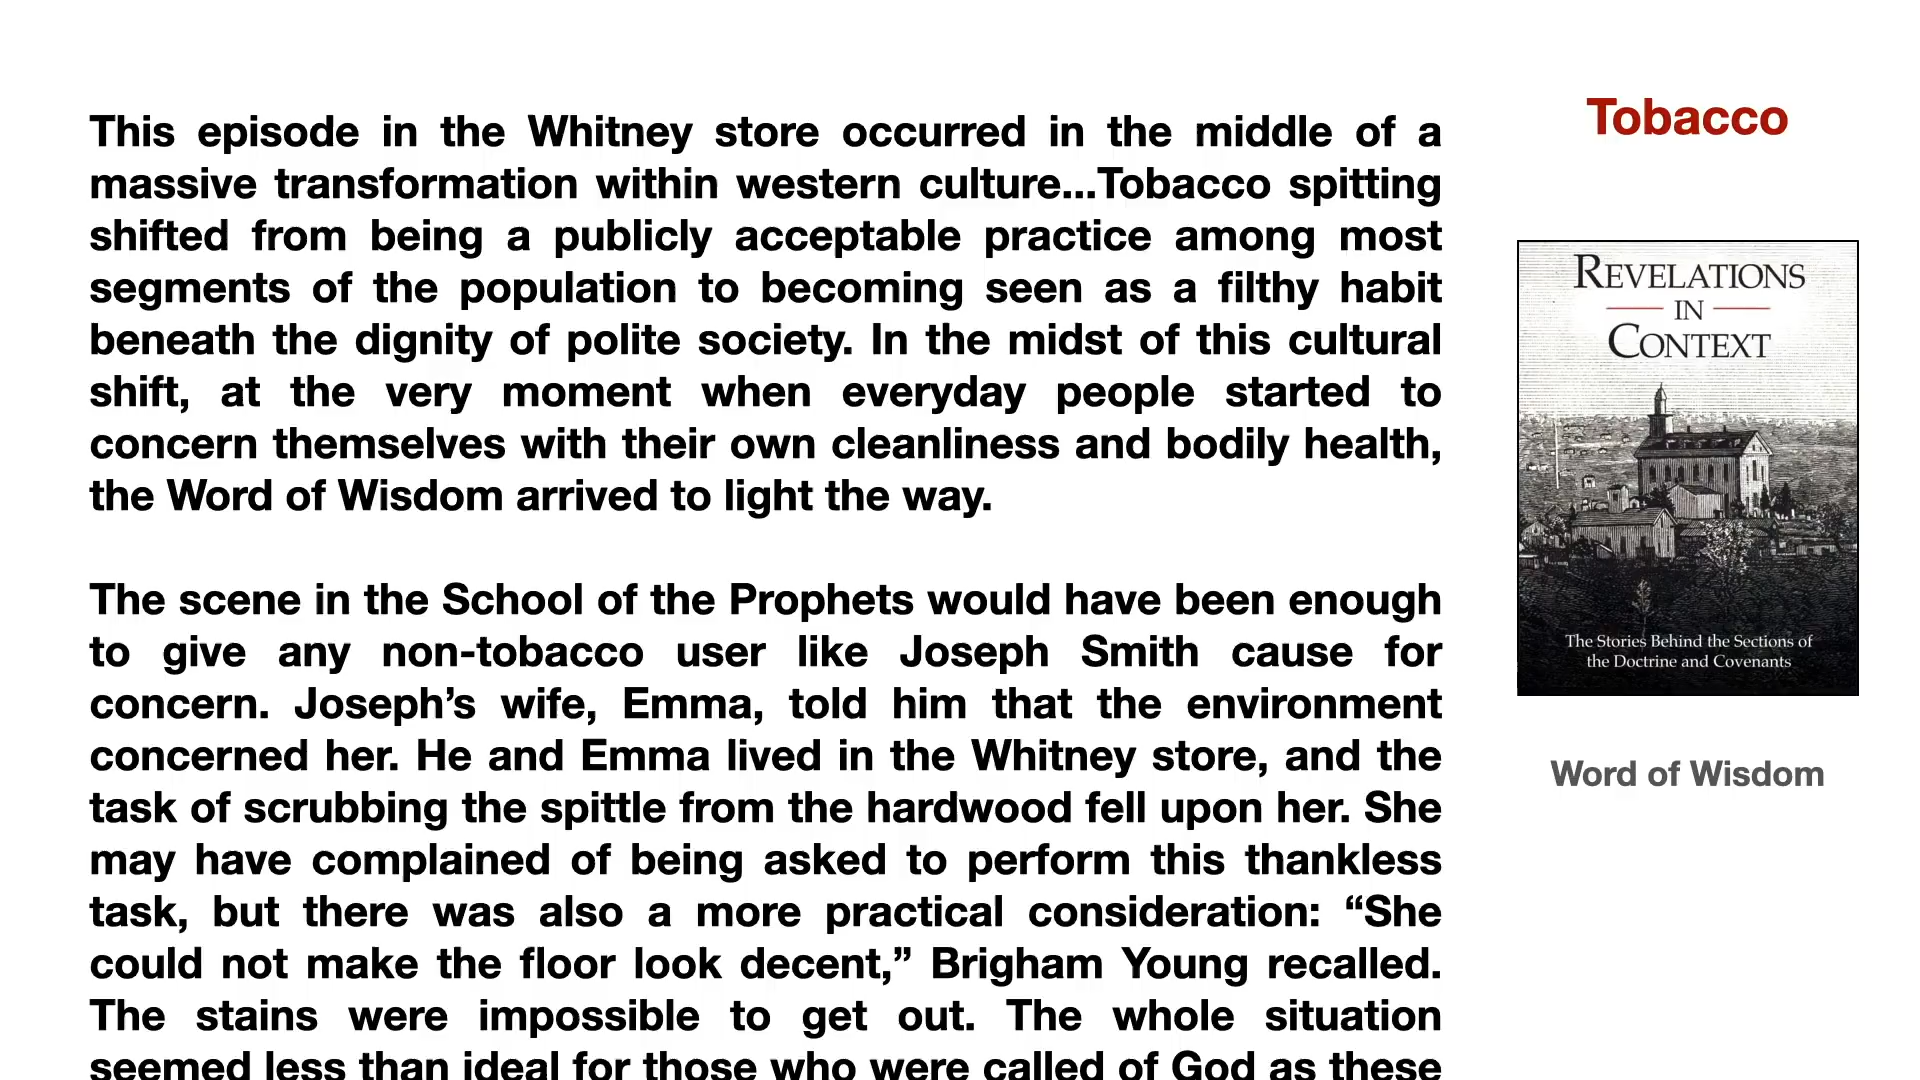 This episode in the Whitney store occurred in the middle of a
massive transformation within western culture...Tobacco spitting
shifted from being a publicly acceptable practice among most
segments of the population to becoming seen as a filthy habit
beneath the dignity of polite society. In the midst of this cultural
shift, at the very moment when everyday people started to
concern themselves with their own cleanliness and bodily health,
the Word of Wisdom arrived to light the way.
The scene in the School of the Prophets would have been enough
to give any non-tobacco user like Joseph Smith cause for
concern. Joseph’s wife, Emma, told him that the environment
concerned her. He and Emma lived in the Whitney store, and the
task of scrubbing the spittle from the hardwood fell upon her. She
may have complained of being asked to perform this thankless
task, but there was also a more practical consideration: “She
could not make the floor look decent,” Brigham Young recalled.
The stains were impossible to get out. The whole situation
seemed less than ideal for those who were called of God as these
Tobacco
REVELATIONS
IN
CONTEXT
The Stories Behind the Sections of
the Doctrine and Covenants
Word of Wisdom